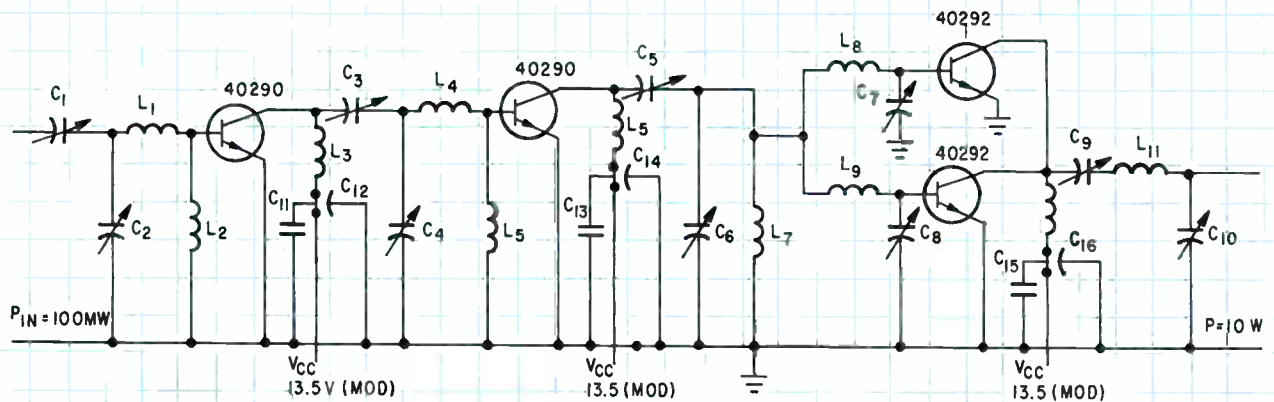 40292
40290
40290
C1
L1
C3
L4
C5
L8
C7
40292
L9
C9
L11
L3
L5
C14
C11
C12
C2
L2
C4
L5
C13
C6
L7
C8
C15
C16
C10
PIN = 100MW
P=10 W
VCC
13.5 V (MOD)
VCC
13.5 (MOD)
VCC
13.5 (MOD)